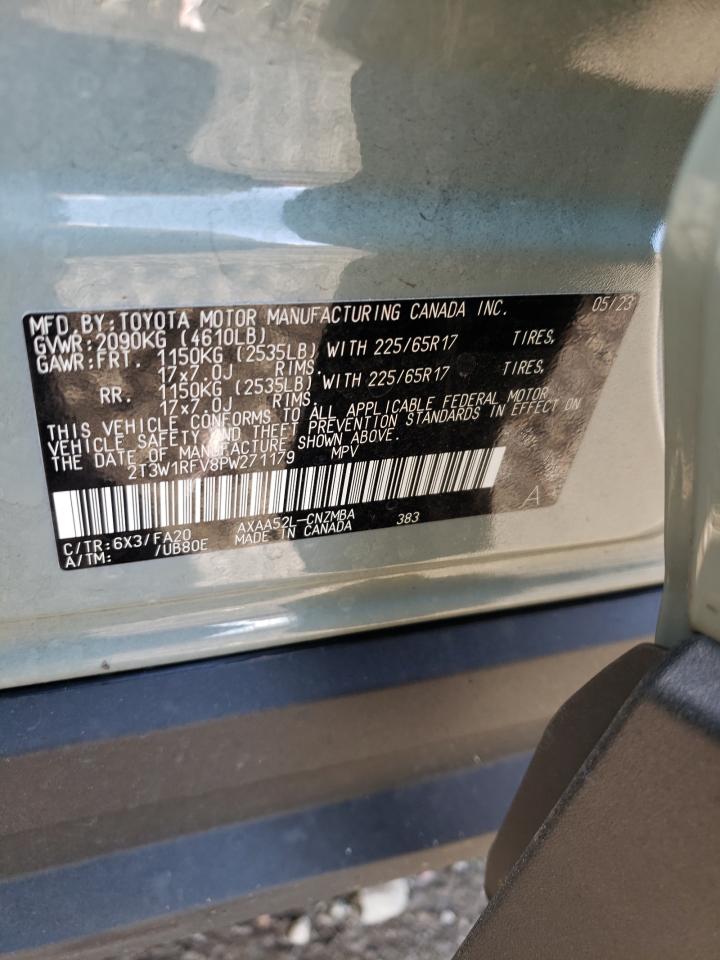 MFD. BY: TOYOTA MOTOR MANUFACTURING CANADA INC. 05/23
GVWR: 2090KG (4610LB)
GAWR: FRT. 1150KG (2535LB) WITH 225/65R17 TIRES,
17x7.0J RIMS.
RR. 1150KG (2535LB) WITH 225/65R17 TIRES,
17x7.0J RIMS.
THIS VEHICLE CONFORMS TO ALL APPLICABLE FEDERAL MOTOR
VEHICLE SAFETY AND THEFT PREVENTION STANDARDS IN EFFECT ON
THE DATE OF MANUFACTURE SHOWN ABOVE.
2T3W1RFV8PW271179 MPV
A
C/TR: 6X3/FA20 AXAA52L-CNZMBA 383
A/TM: /UB80E MADE IN CANADA